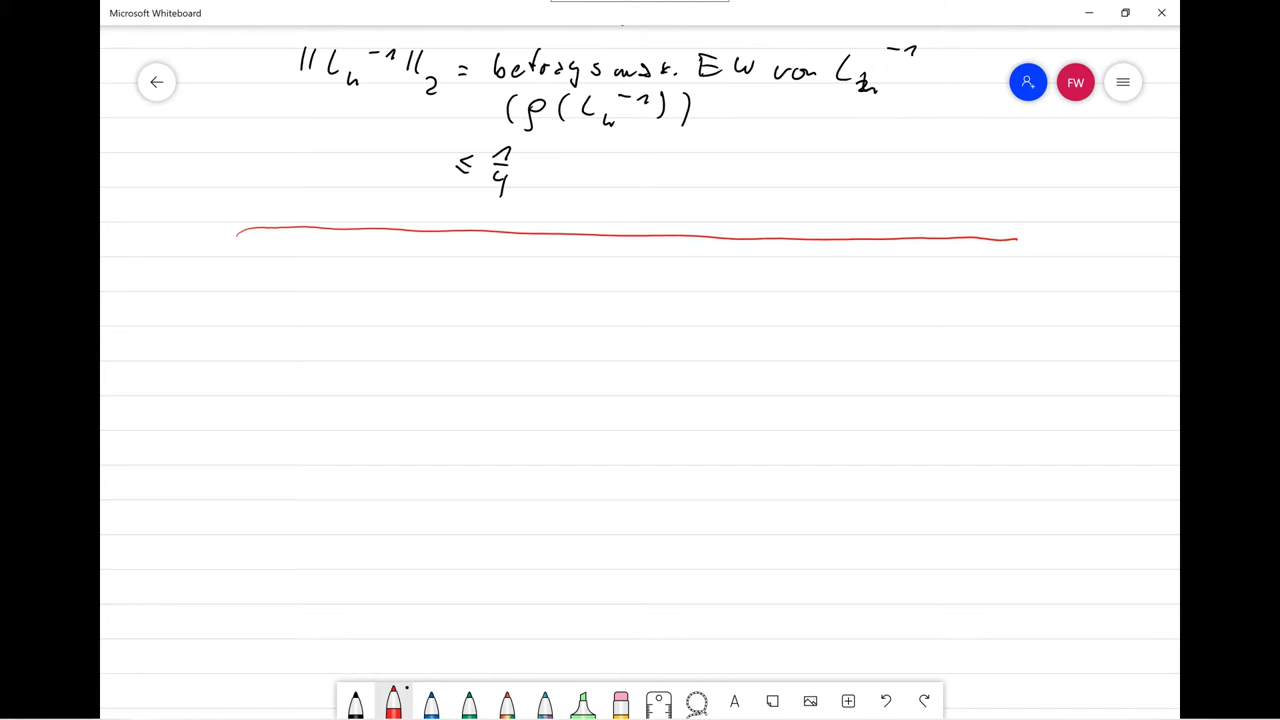 Microsoft Whiteboard
||L_h^{-1}||_2 = betragsmax. EW von L_h^{-1}
(ρ(L_h^{-1}))
≤ 1/4
FW
A